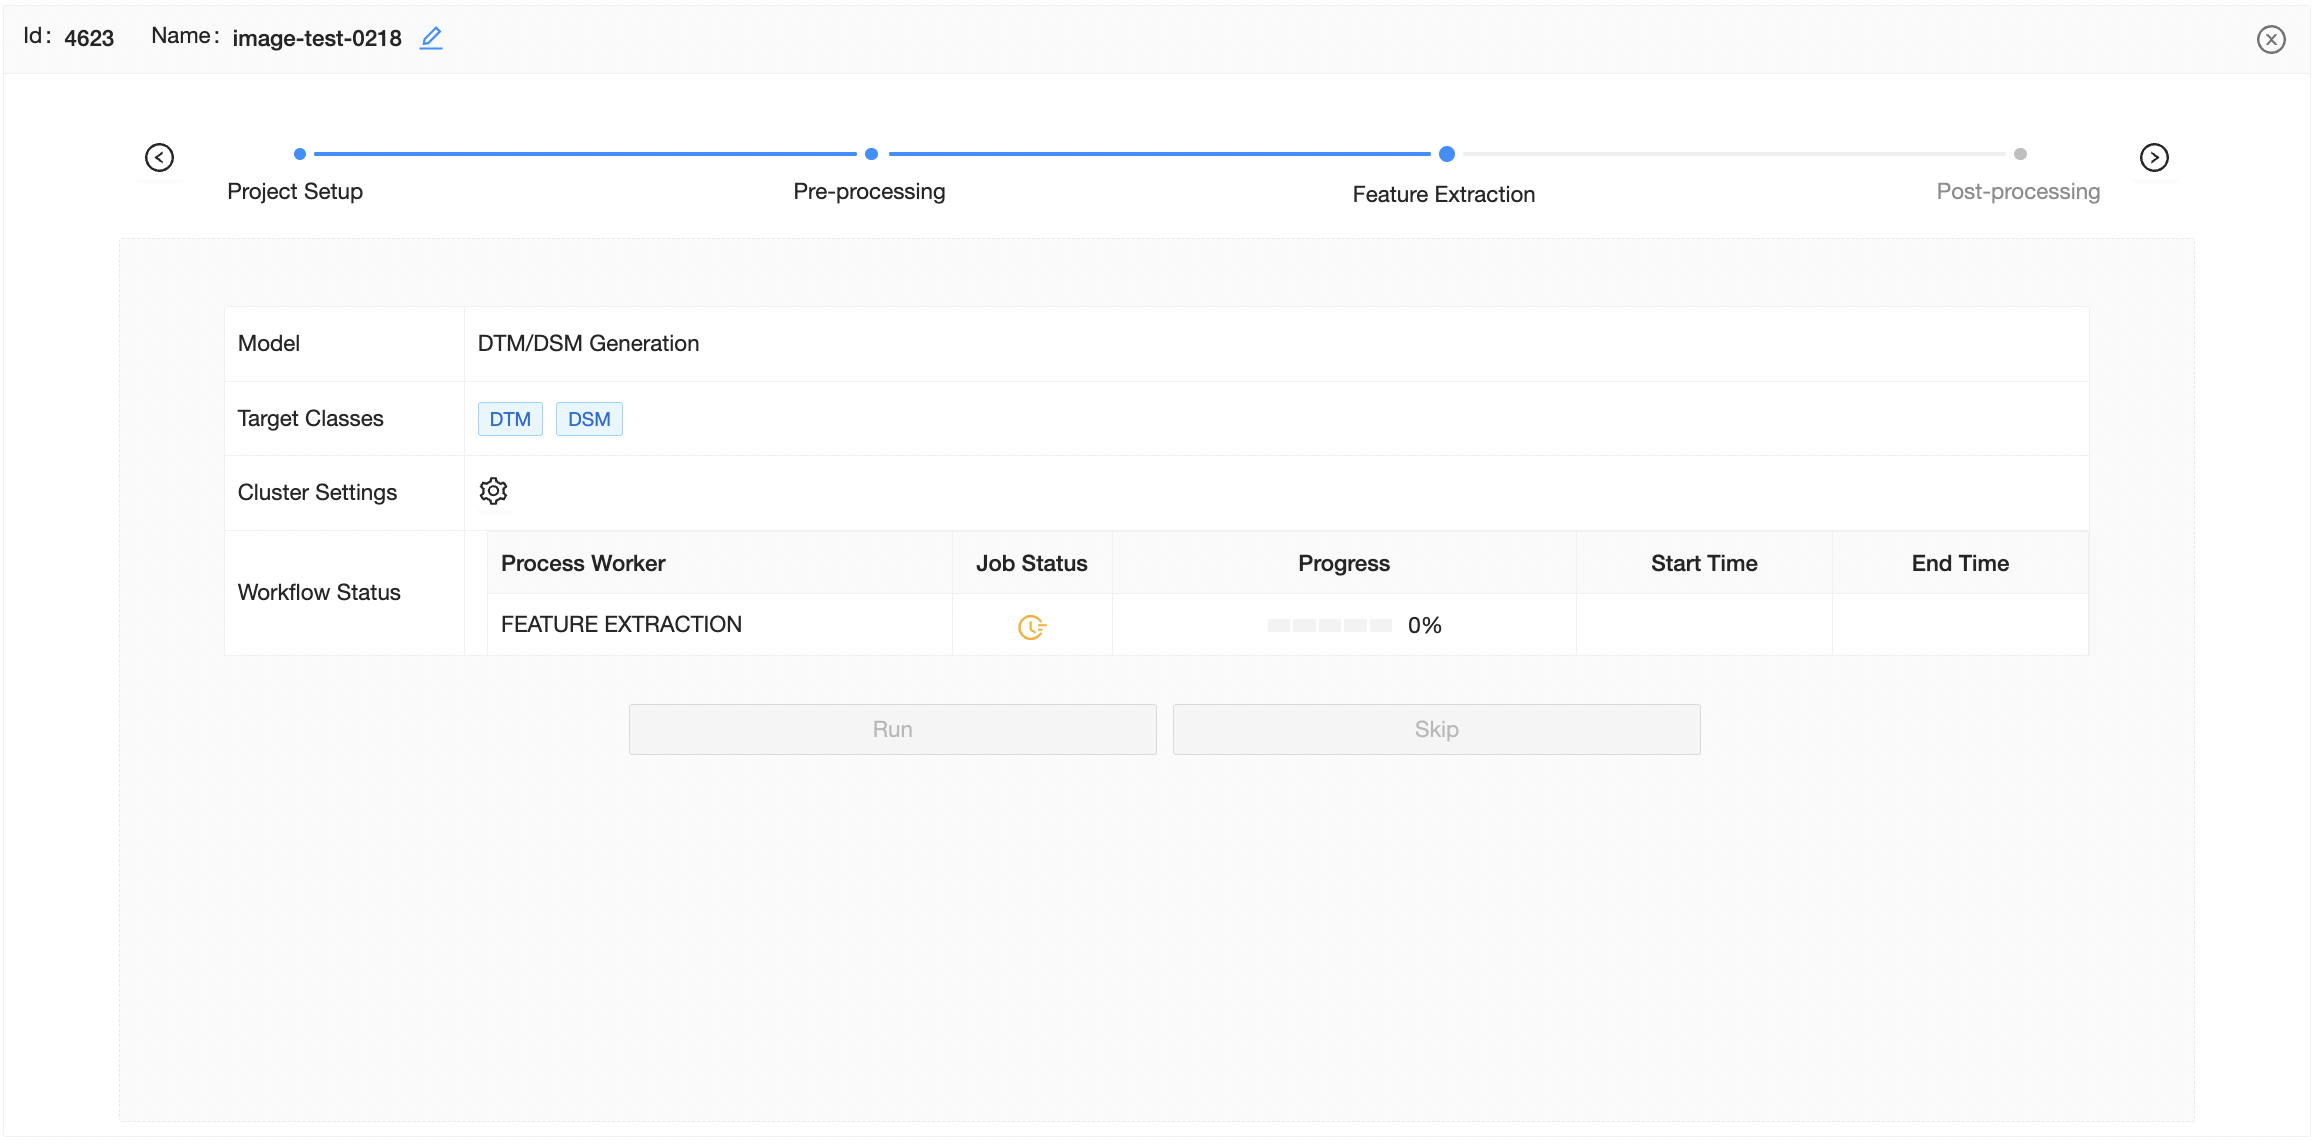 Id: 4623 Name: image-test-0218
Project Setup Pre-processing Feature Extraction Post-processing
Model DTM/DSM Generation
Target Classes DTM DSM
Cluster Settings
Workflow Status
Process Worker Job Status Progress Start Time End Time
FEATURE EXTRACTION 0%
Run Skip